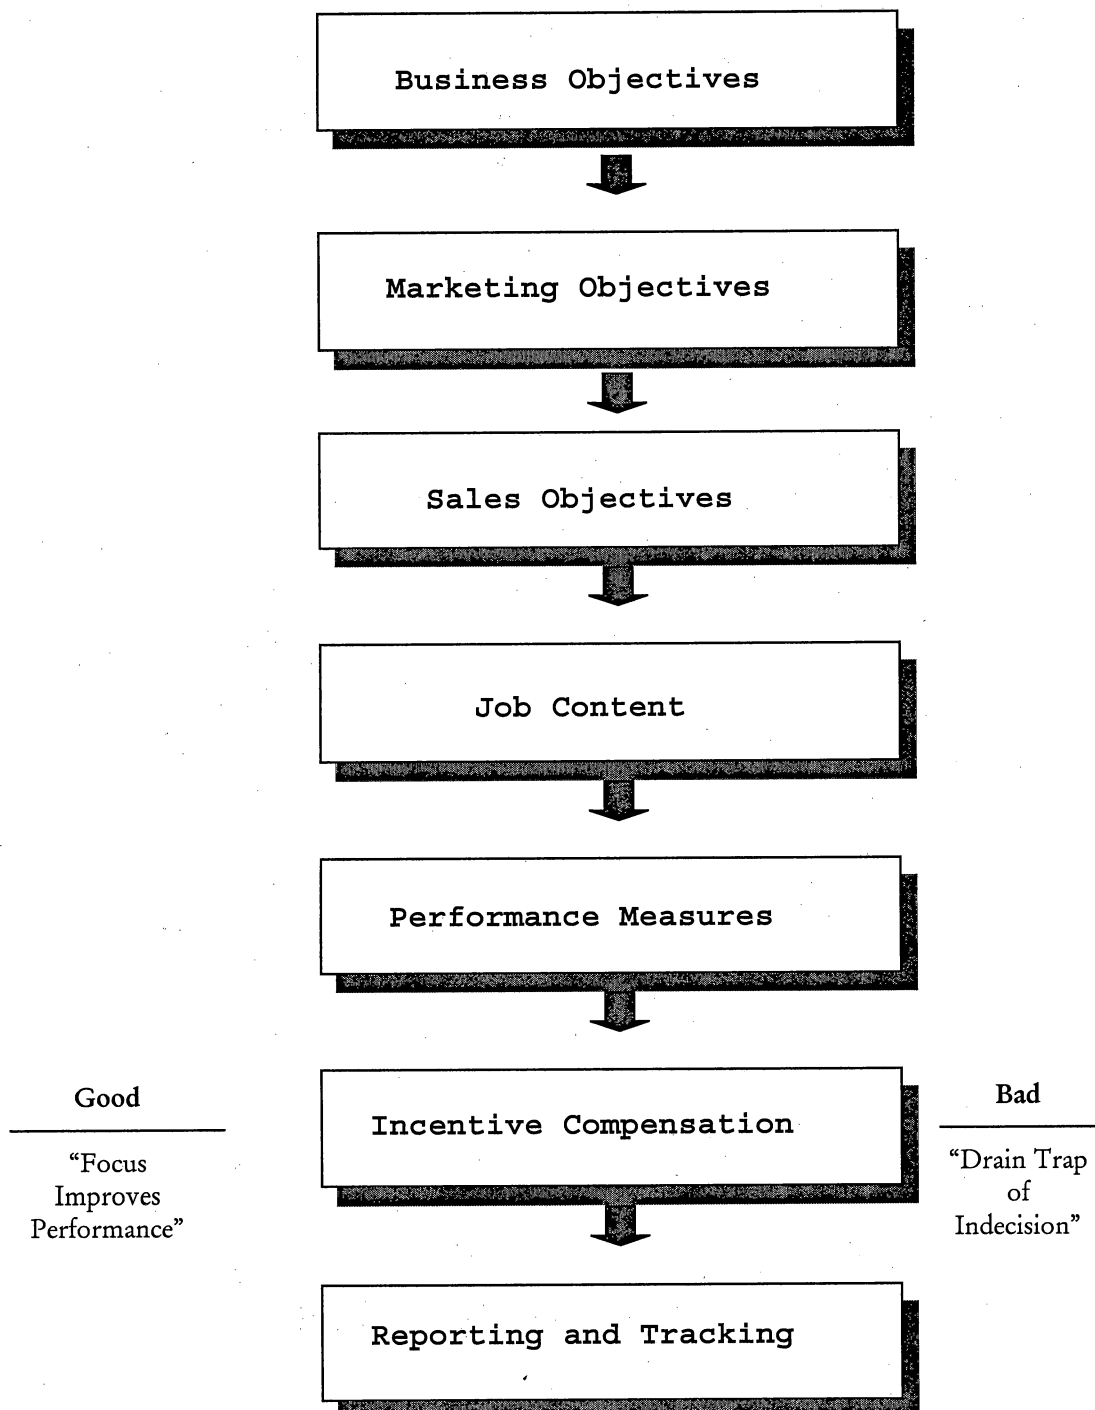 Business Objectives
Marketing Objectives
Sales Objectives
Job Content
Performance Measures
Good
“Focus
Improves
Performance”
Incentive Compensation
Bad
“Drain Trap
of
Indecision”
Reporting and Tracking